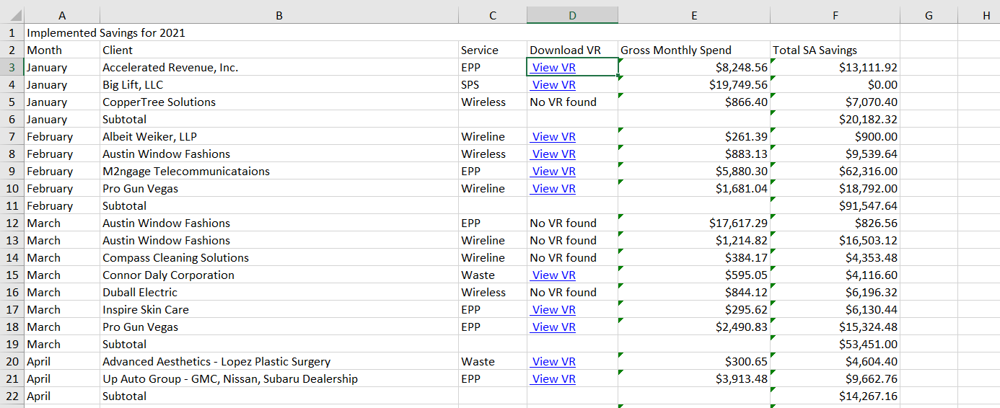 A B C D E F G H
1 Implemented Savings for 2021
2 Month Client Service Download VR Gross Monthly Spend Total SA Savings
3 January Accelerated Revenue, Inc. EPP View VR $8,248.56 $13,111.92
4 January Big Lift, LLC SPS View VR $19,749.56 $0.00
5 January CopperTree Solutions Wireless No VR found $866.40 $7,070.40
6 January Subtotal $20,182.32
7 February Albeit Weiker, LLP Wireline View VR $261.39 $900.00
8 February Austin Window Fashions Wireless View VR $883.13 $9,539.64
9 February M2ngage Telecommunicataions EPP View VR $5,880.30 $62,316.00
10 February Pro Gun Vegas Wireline View VR $1,681.04 $18,792.00
11 February Subtotal $91,547.64
12 March Austin Window Fashions EPP No VR found $17,617.29 $826.56
13 March Austin Window Fashions Wireline No VR found $1,214.82 $16,503.12
14 March Compass Cleaning Solutions Wireline No VR found $384.17 $4,353.48
15 March Connor Daly Corporation Waste View VR $595.05 $4,116.60
16 March Duball Electric Wireless No VR found $844.12 $6,196.32
17 March Inspire Skin Care EPP View VR $295.62 $6,130.44
18 March Pro Gun Vegas EPP View VR $2,490.83 $15,324.48
19 March Subtotal $53,451.00
20 April Advanced Aesthetics - Lopez Plastic Surgery Waste View VR $300.65 $4,604.40
21 April Up Auto Group - GMC, Nissan, Subaru Dealership EPP View VR $3,913.48 $9,662.76
22 April Subtotal $14,267.16